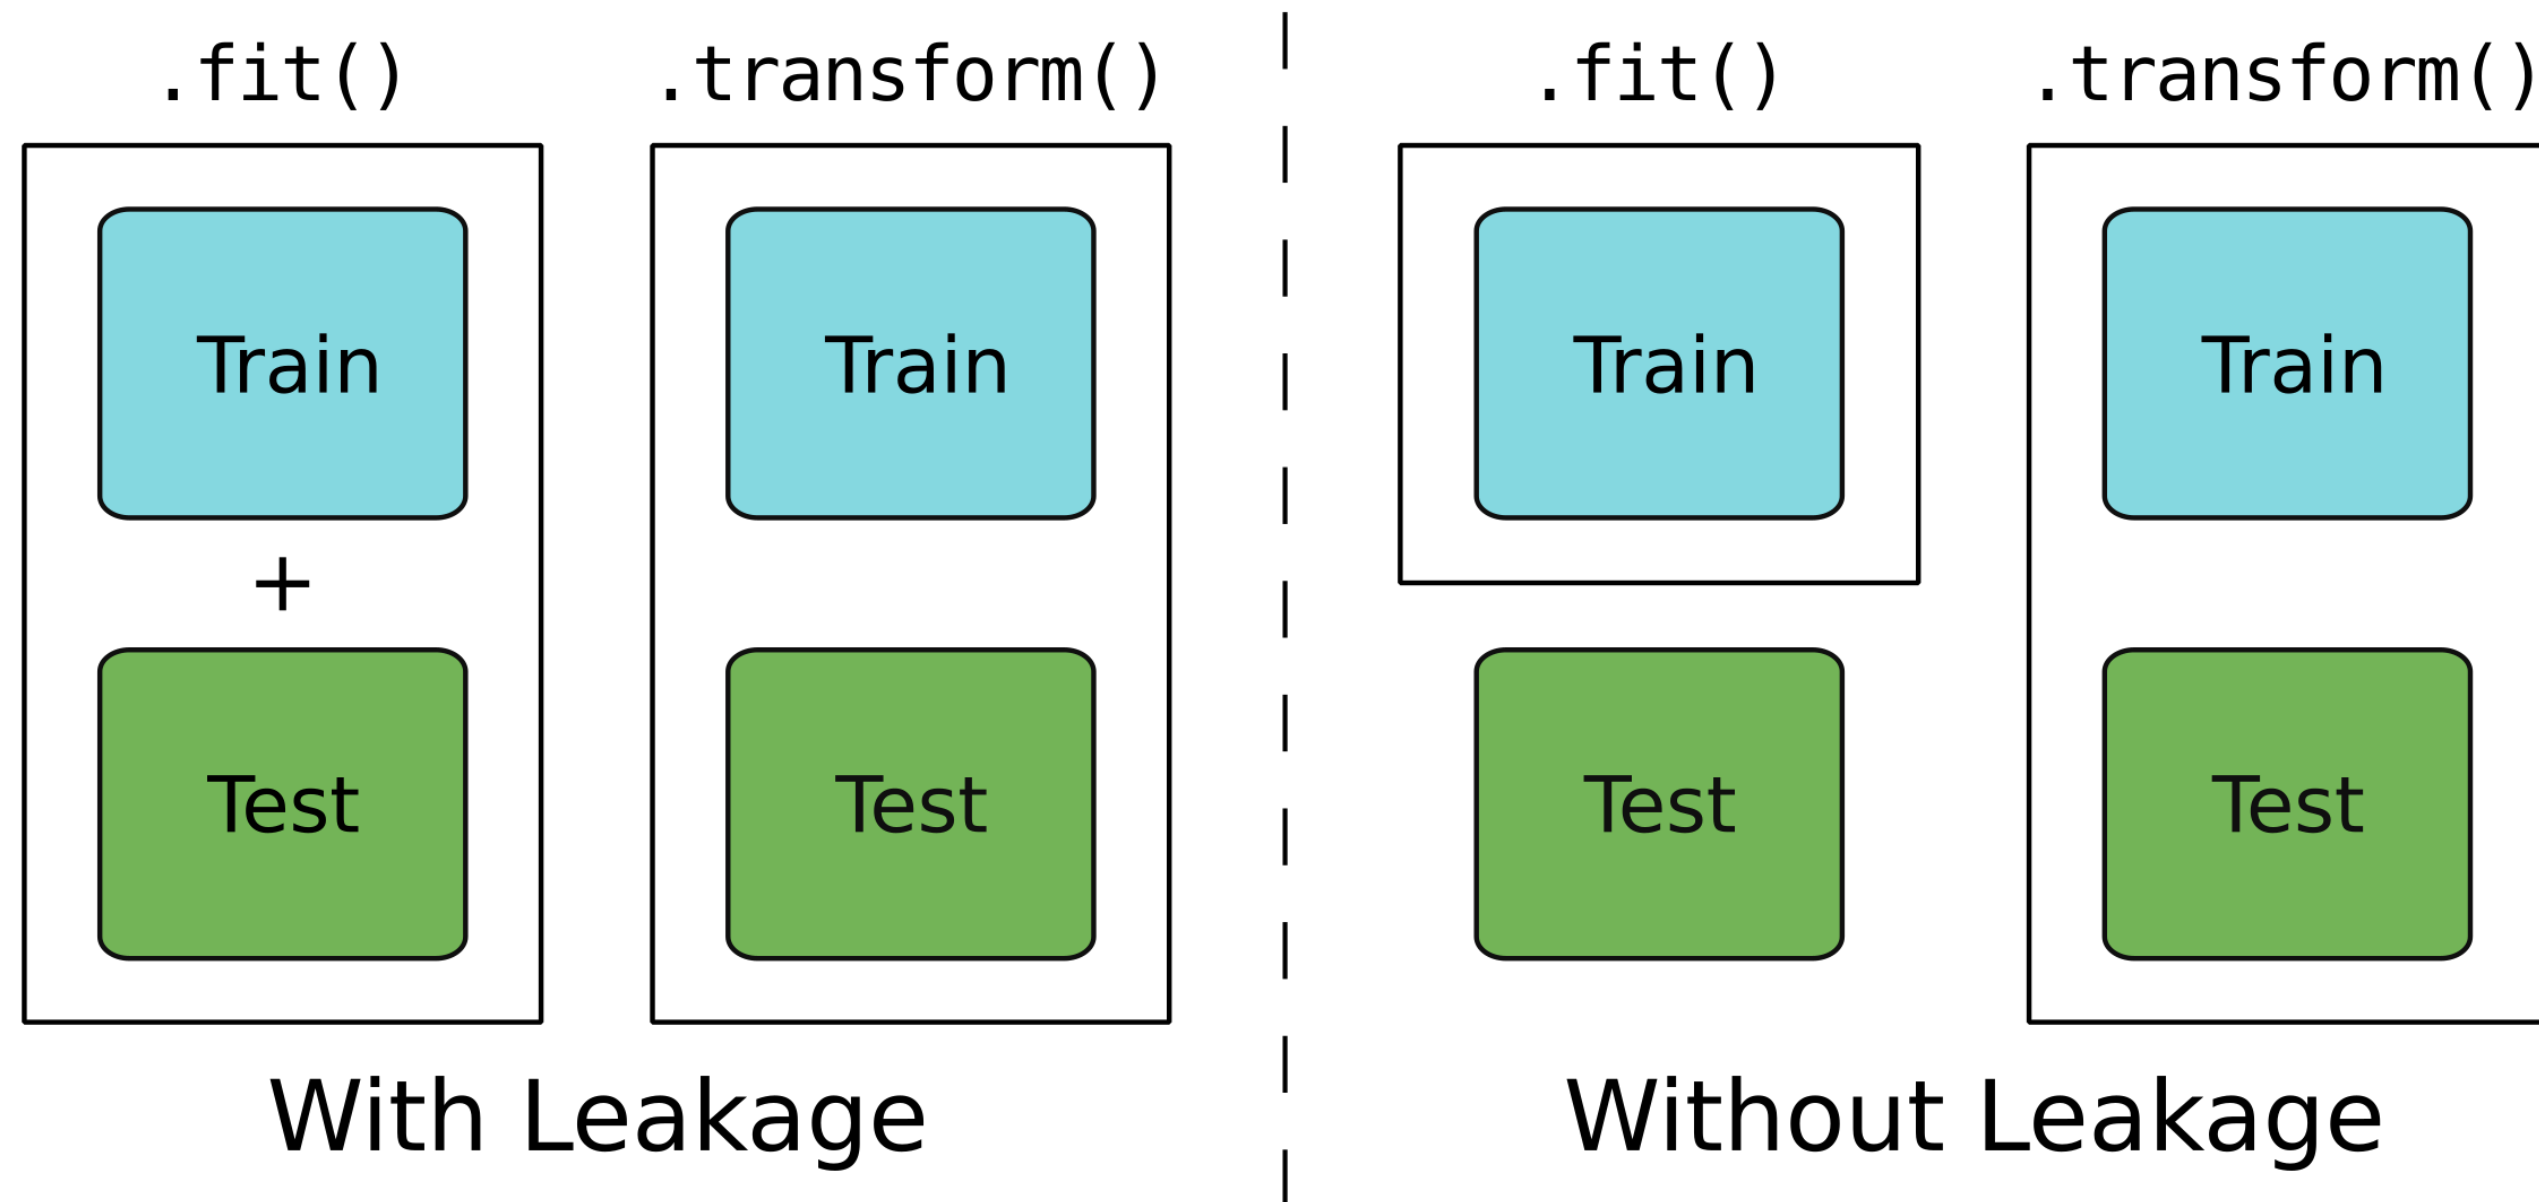 .fit() .transform() .fit() .transform()
Train Train Train Train
+
Test Test Test Test
With Leakage Without Leakage